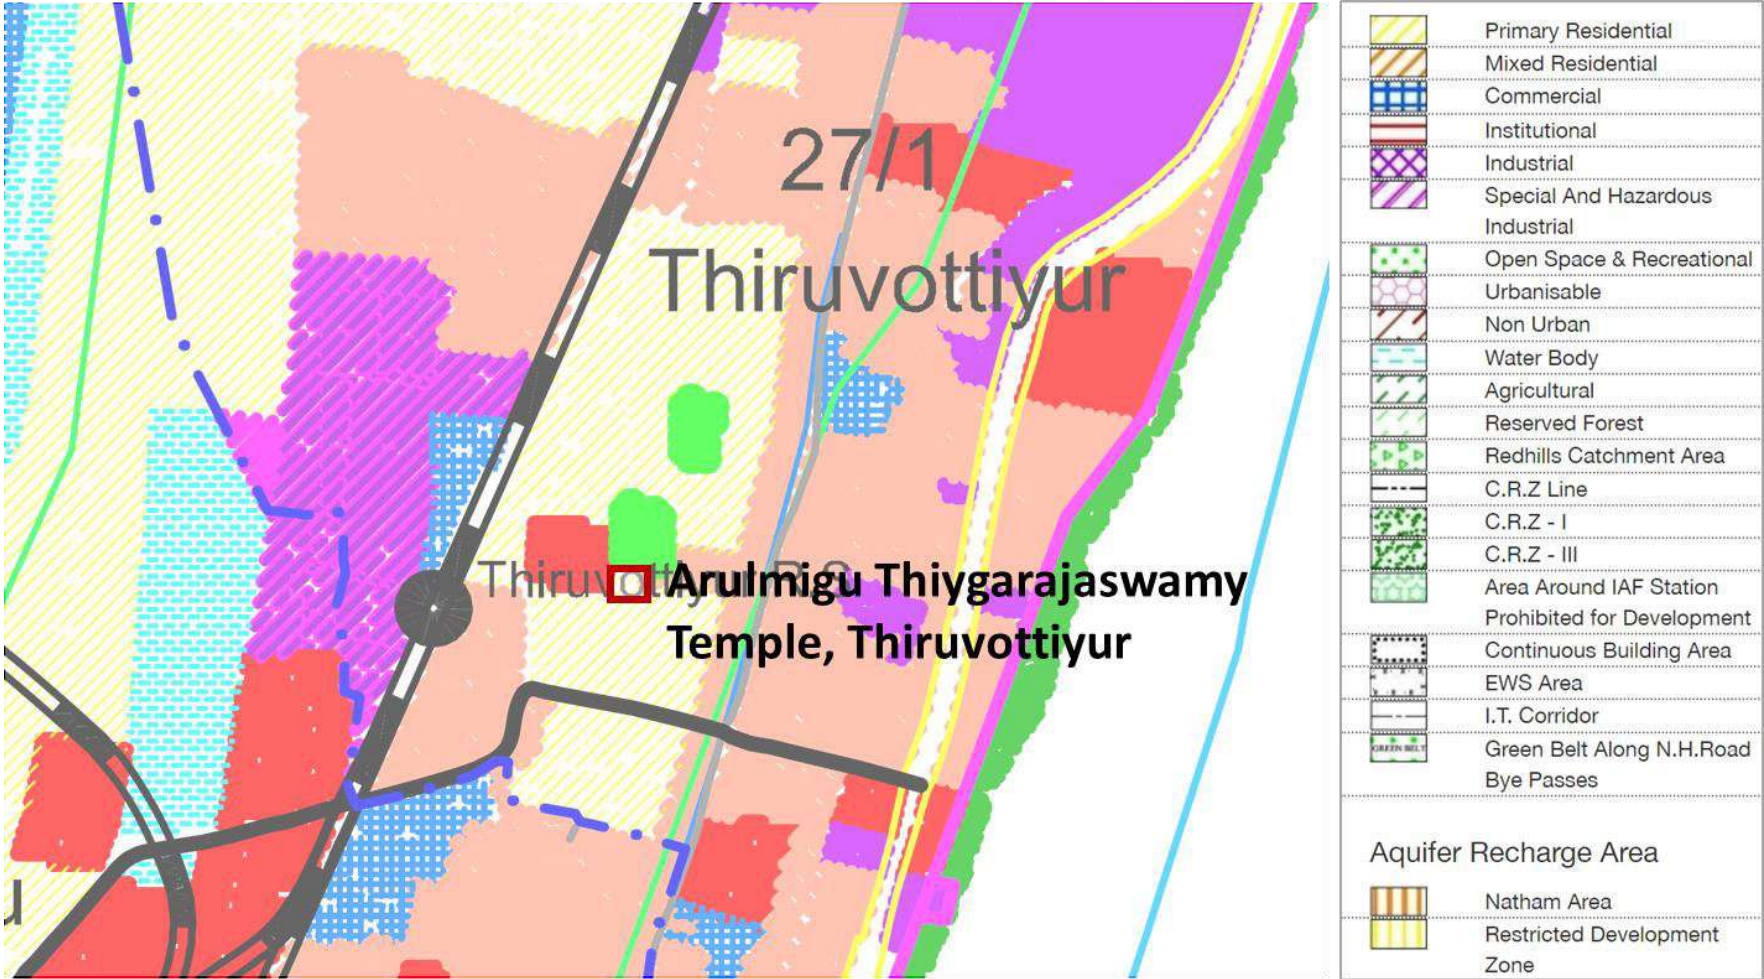 27/1
Thiruvottiyur
Thiruvottiyur R.S
Arulmigu Thiygarajaswamy
Temple, Thiruvottiyur
u
Primary Residential
Mixed Residential
Commercial
Institutional
Industrial
Special And Hazardous
Industrial
Open Space & Recreational
Urbanisable
Non Urban
Water Body
Agricultural
Reserved Forest
Redhills Catchment Area
C.R.Z Line
C.R.Z - I
C.R.Z - III
Area Around IAF Station
Prohibited for Development
Continuous Building Area
EWS Area
I.T. Corridor
GREEN BELT
Green Belt Along N.H.Road
Bye Passes
Aquifer Recharge Area
Natham Area
Restricted Development
Zone